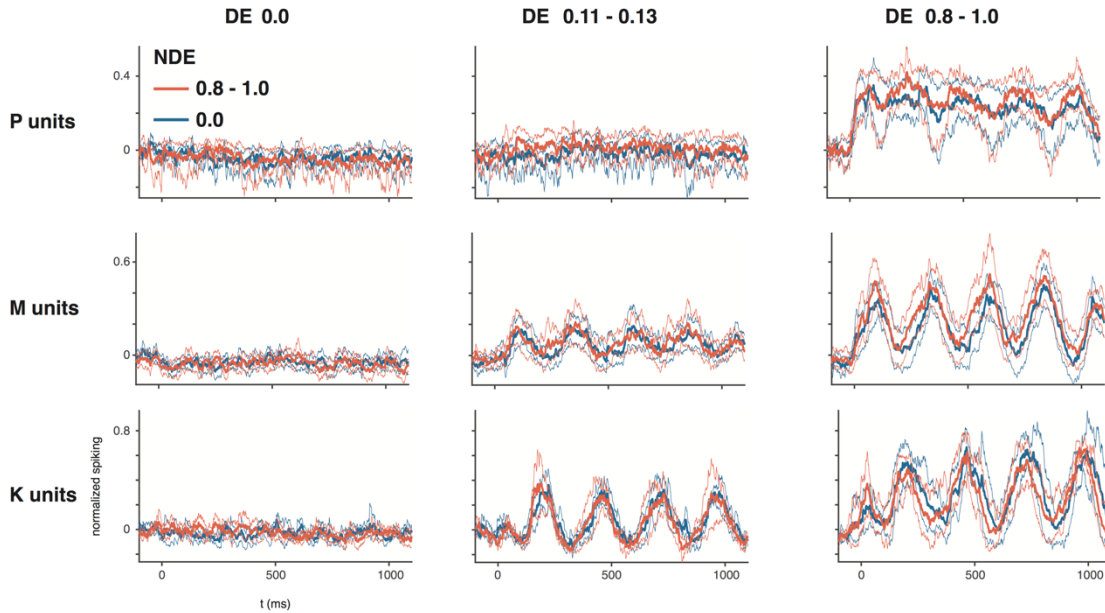 DE 0.0
DE 0.11 - 0.13
DE 0.8 - 1.0
NDE
0.8 - 1.0
0.0
P units
0.4
0
M units
0.6
0
K units
normalized spiking
0.8
0
0 500 1000
0 500 1000
0 500 1000
t (ms)